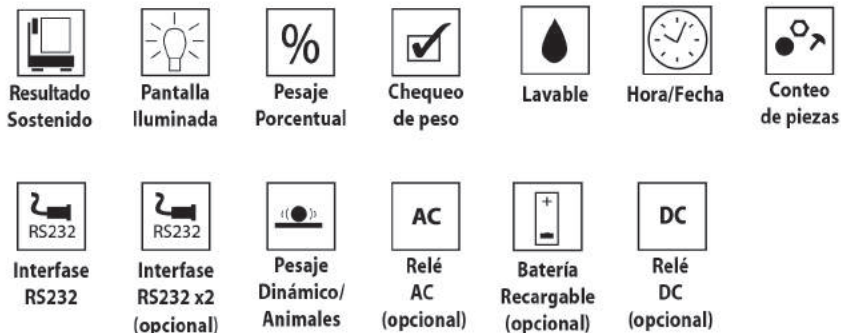 %
Resultado
Sostenido
Pantalla
Iluminada
Pesaje
Porcentual
Chequeo
de peso
Lavable
Hora/Fecha
Conteo
de piezas
RS232
Interfase
RS232
RS232
Interfase
RS232 x2
(opcional)
Pesaje
Dinámico/
Animales
AC
Relé
AC
(opcional)
+
Batería
Recargable
(opcional)
DC
Relé
DC
(opcional)